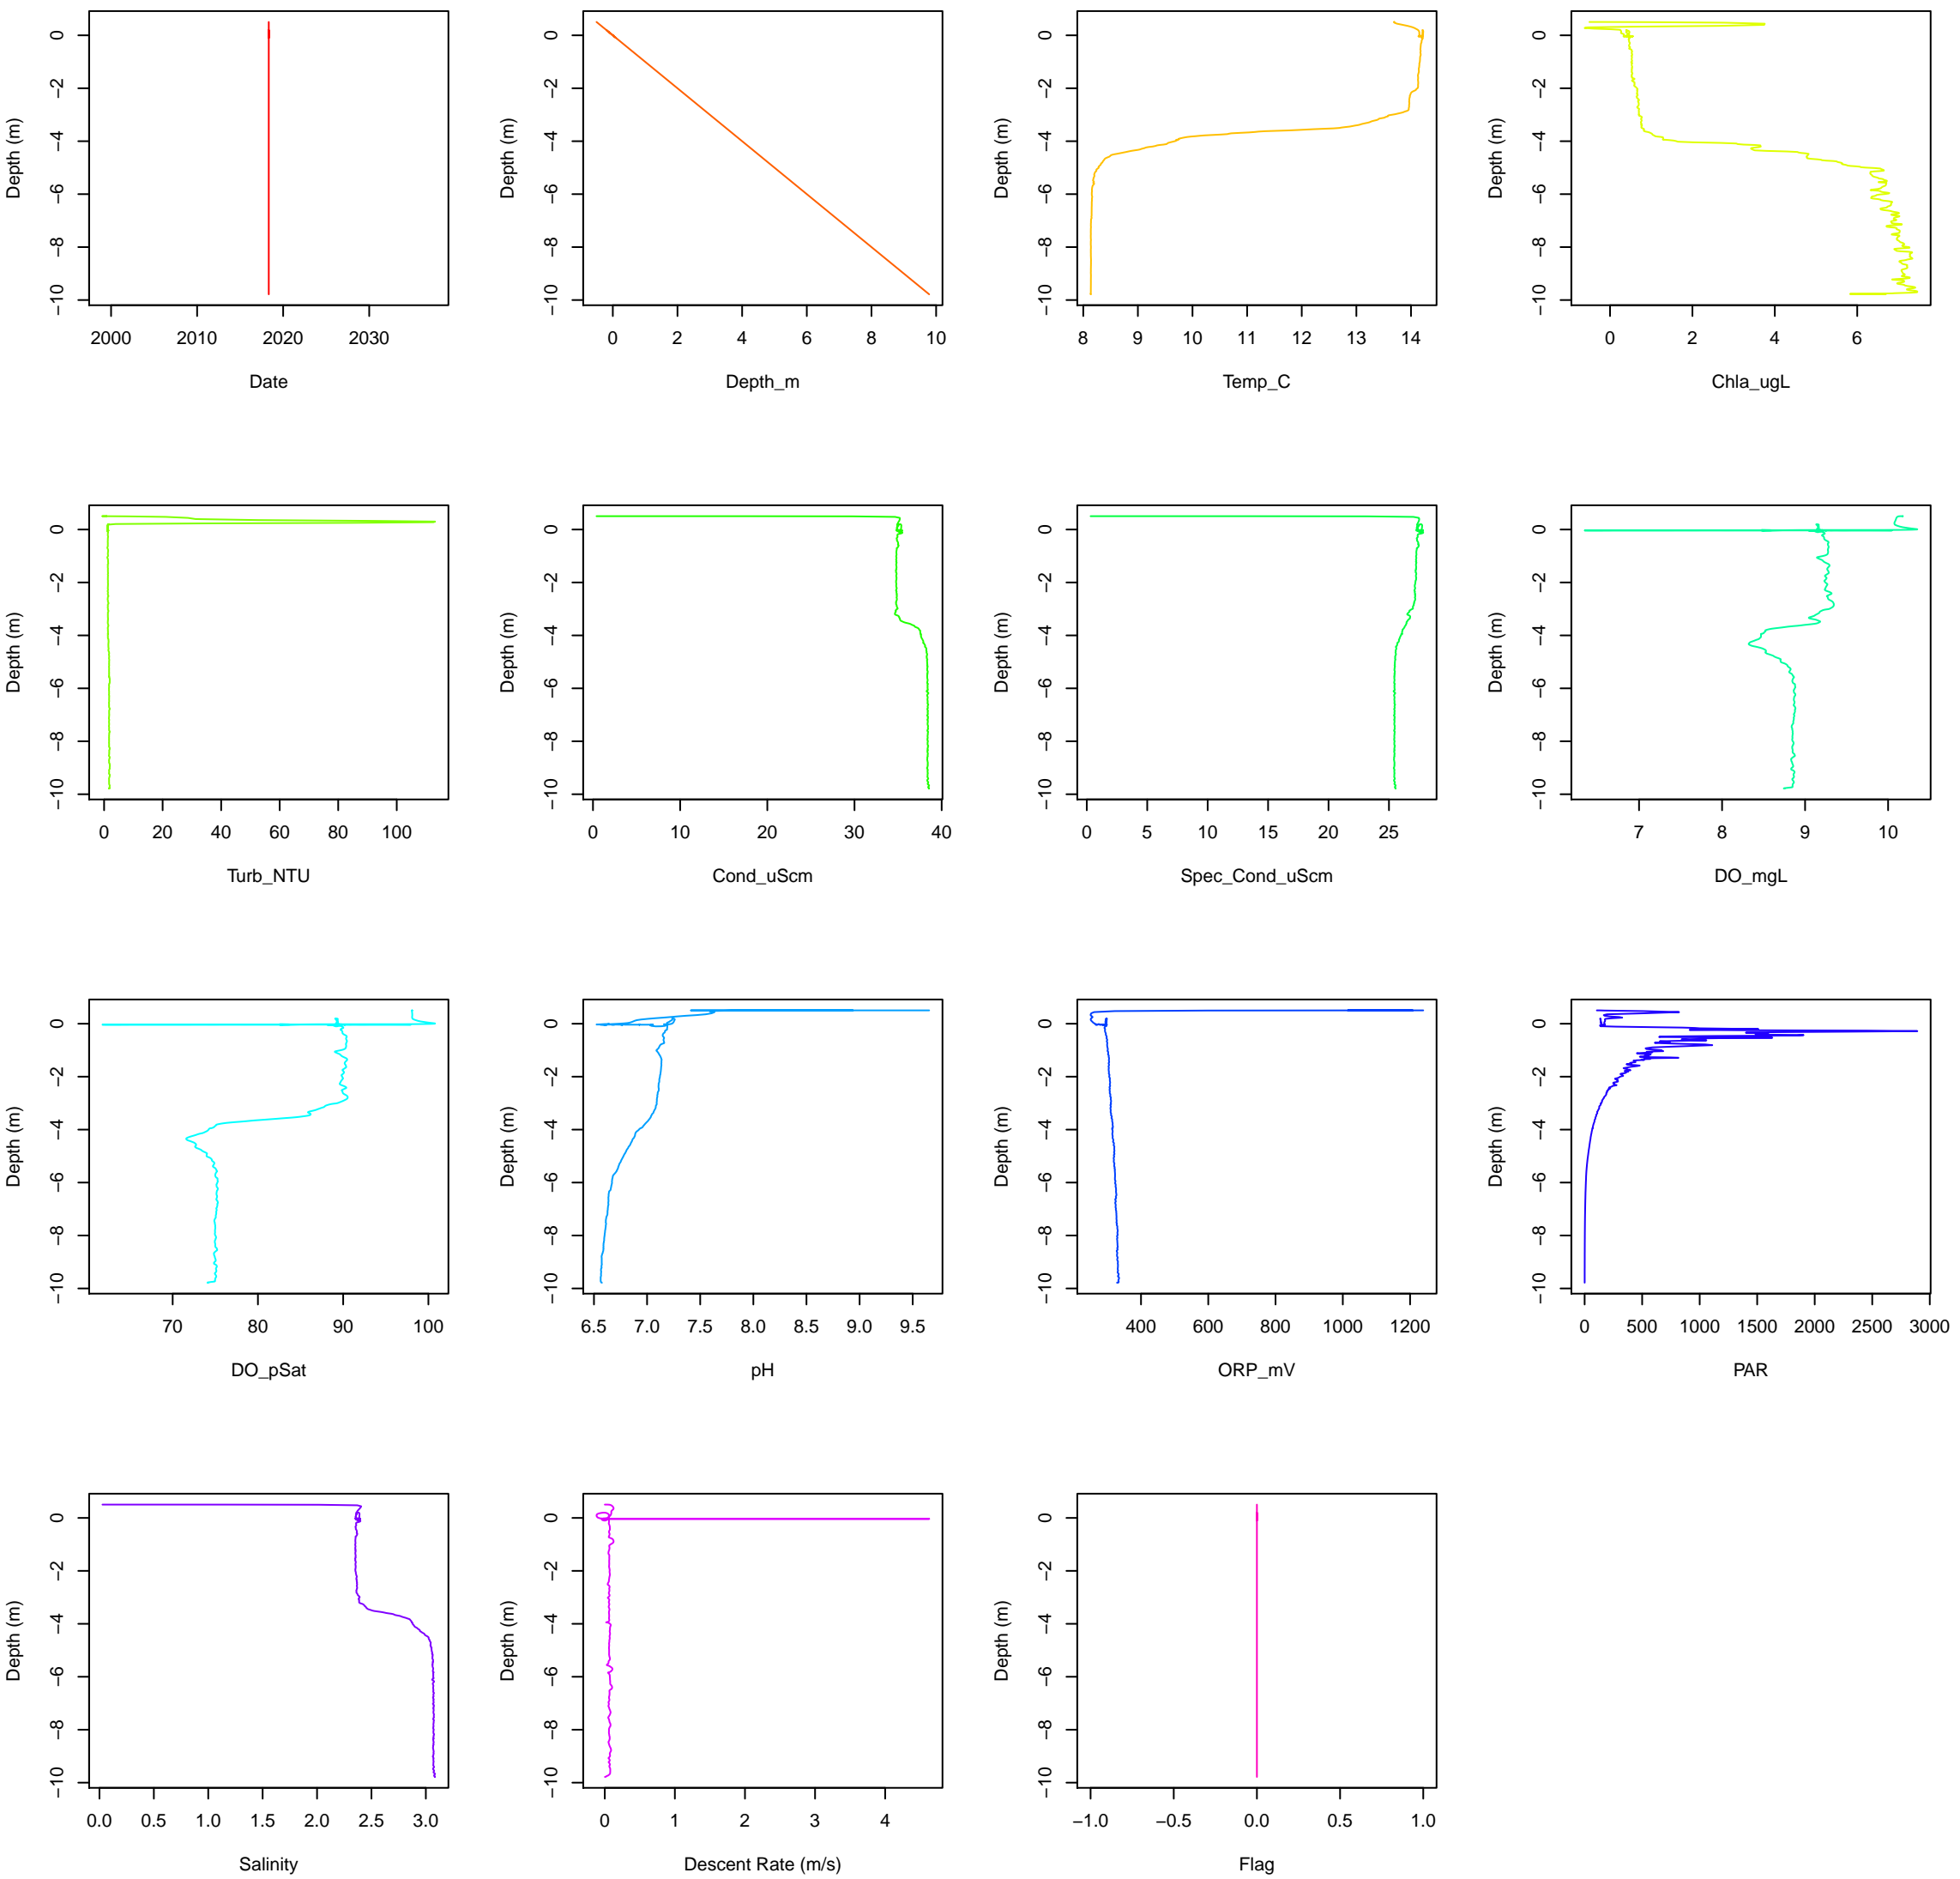 Depth (m)
0
−2
−4
−6
−8
−10
2000 2010 2020 2030
Date
Depth (m)
0
−2
−4
−6
−8
−10
0 2 4 6 8 10
Depth_m
Depth (m)
0
−2
−4
−6
−8
−10
8 9 10 11 12 13 14
Temp_C
Depth (m)
0
−2
−4
−6
−8
−10
0 2 4 6
Chla_ugL
Depth (m)
0
−2
−4
−6
−8
−10
0 20 40 60 80 100
Turb_NTU
Depth (m)
0
−2
−4
−6
−8
−10
0 10 20 30 40
Cond_uScm
Depth (m)
0
−2
−4
−6
−8
−10
0 5 10 15 20 25
Spec_Cond_uScm
Depth (m)
0
−2
−4
−6
−8
−10
7 8 9 10
DO_mgL
Depth (m)
0
−2
−4
−6
−8
−10
70 80 90 100
DO_pSat
Depth (m)
0
−2
−4
−6
−8
−10
6.5 7.0 7.5 8.0 8.5 9.0 9.5
pH
Depth (m)
0
−2
−4
−6
−8
−10
400 600 800 1000 1200
ORP_mV
Depth (m)
0
−2
−4
−6
−8
−10
0 500 1000 1500 2000 2500 3000
PAR
Depth (m)
0
−2
−4
−6
−8
−10
0.0 0.5 1.0 1.5 2.0 2.5 3.0
Salinity
Depth (m)
0
−2
−4
−6
−8
−10
0 1 2 3 4
Descent Rate (m/s)
Depth (m)
0
−2
−4
−6
−8
−10
−1.0 −0.5 0.0 0.5 1.0
Flag